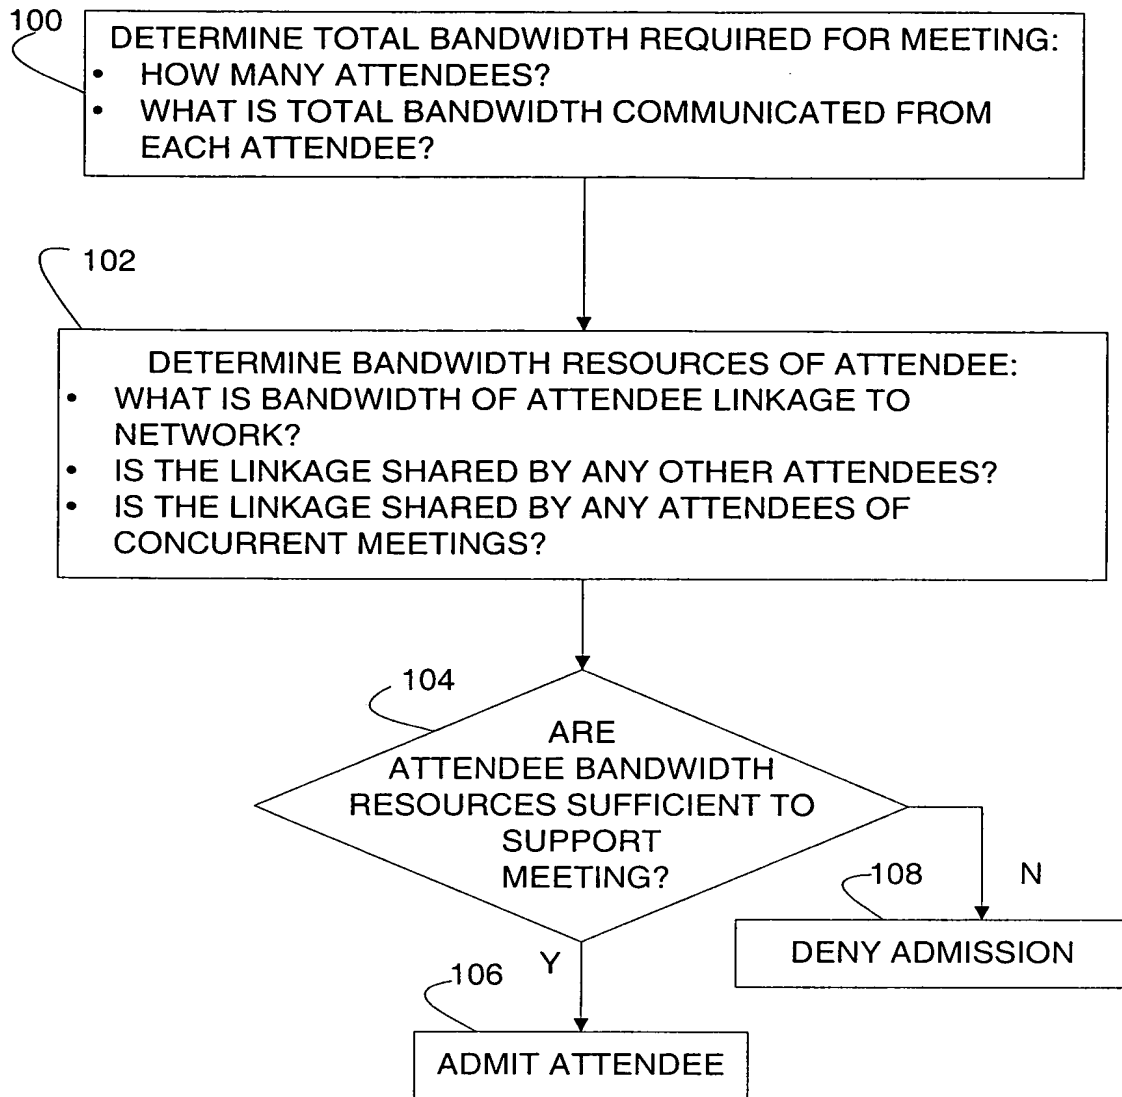 100
DETERMINE TOTAL BANDWIDTH REQUIRED FOR MEETING:
• HOW MANY ATTENDEES?
• WHAT IS TOTAL BANDWIDTH COMMUNICATED FROM
EACH ATTENDEE?
102
DETERMINE BANDWIDTH RESOURCES OF ATTENDEE:
• WHAT IS BANDWIDTH OF ATTENDEE LINKAGE TO
NETWORK?
• IS THE LINKAGE SHARED BY ANY OTHER ATTENDEES?
• IS THE LINKAGE SHARED BY ANY ATTENDEES OF
CONCURRENT MEETINGS?
104
ARE
ATTENDEE BANDWIDTH
RESOURCES SUFFICIENT TO
SUPPORT
MEETING?
108
N
DENY ADMISSION
Y
106
ADMIT ATTENDEE